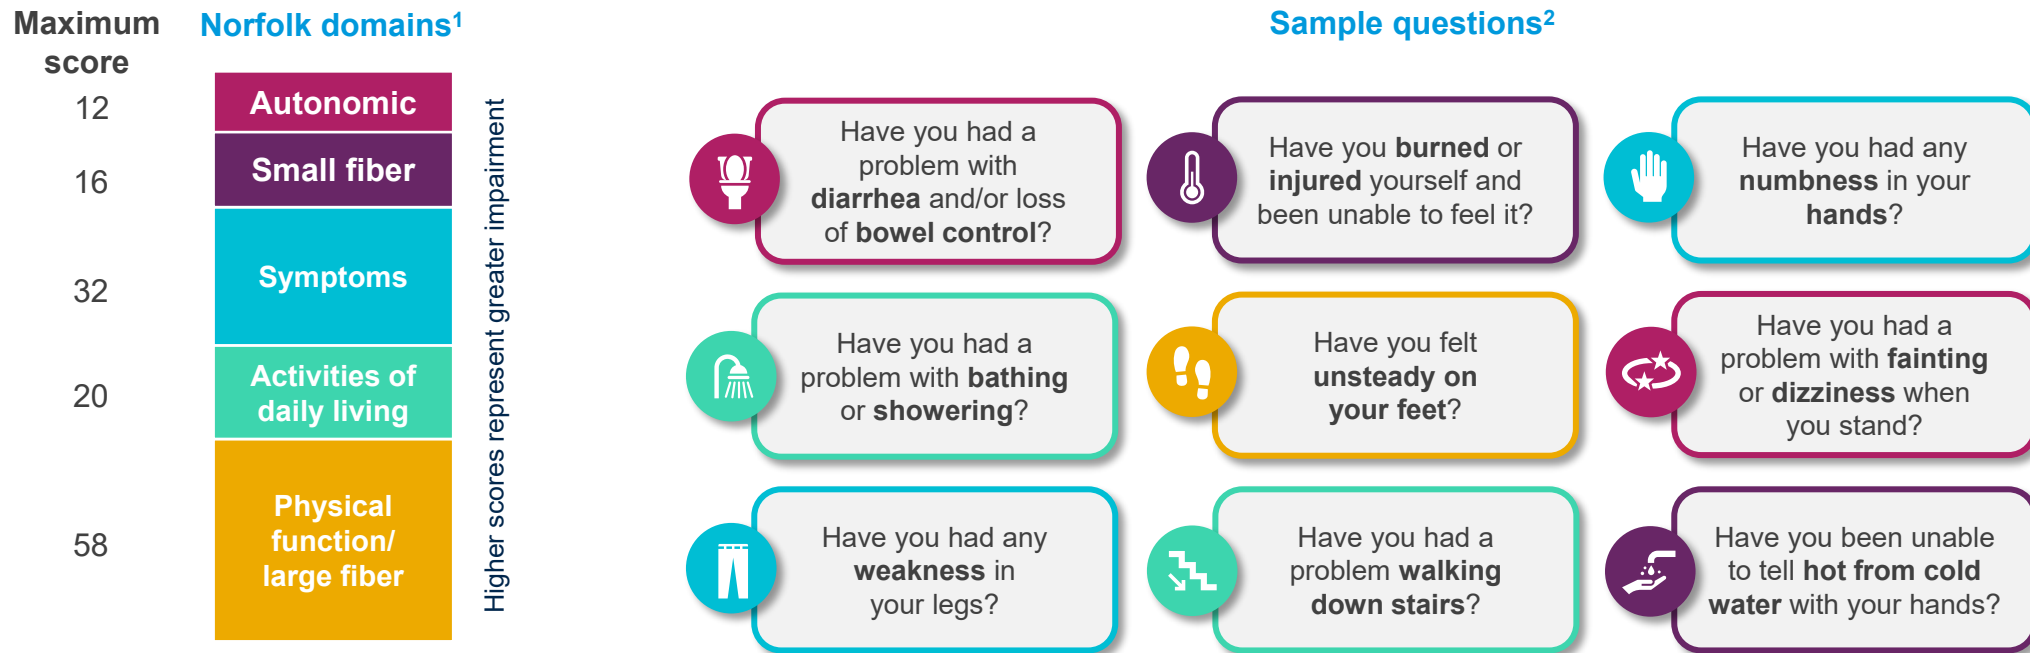 Maximum
score
Norfolk domains1
Sample questions2
12
Autonomic
16
Small fiber
32
Symptoms
20
Activities of
daily living
58
Physical
function/
large fiber
Higher scores represent greater impairment
Have you had a
problem with
diarrhea and/or loss
of bowel control?
Have you burned or
injured yourself and
been unable to feel it?
Have you had any
numbness in your
hands?
Have you had a
problem with bathing
or showering?
Have you felt
unsteady on
your feet?
Have you had a
problem with fainting
or dizziness when
you stand?
Have you had any
weakness in
your legs?
Have you had a
problem walking
down stairs?
Have you been unable
to tell hot from cold
water with your hands?